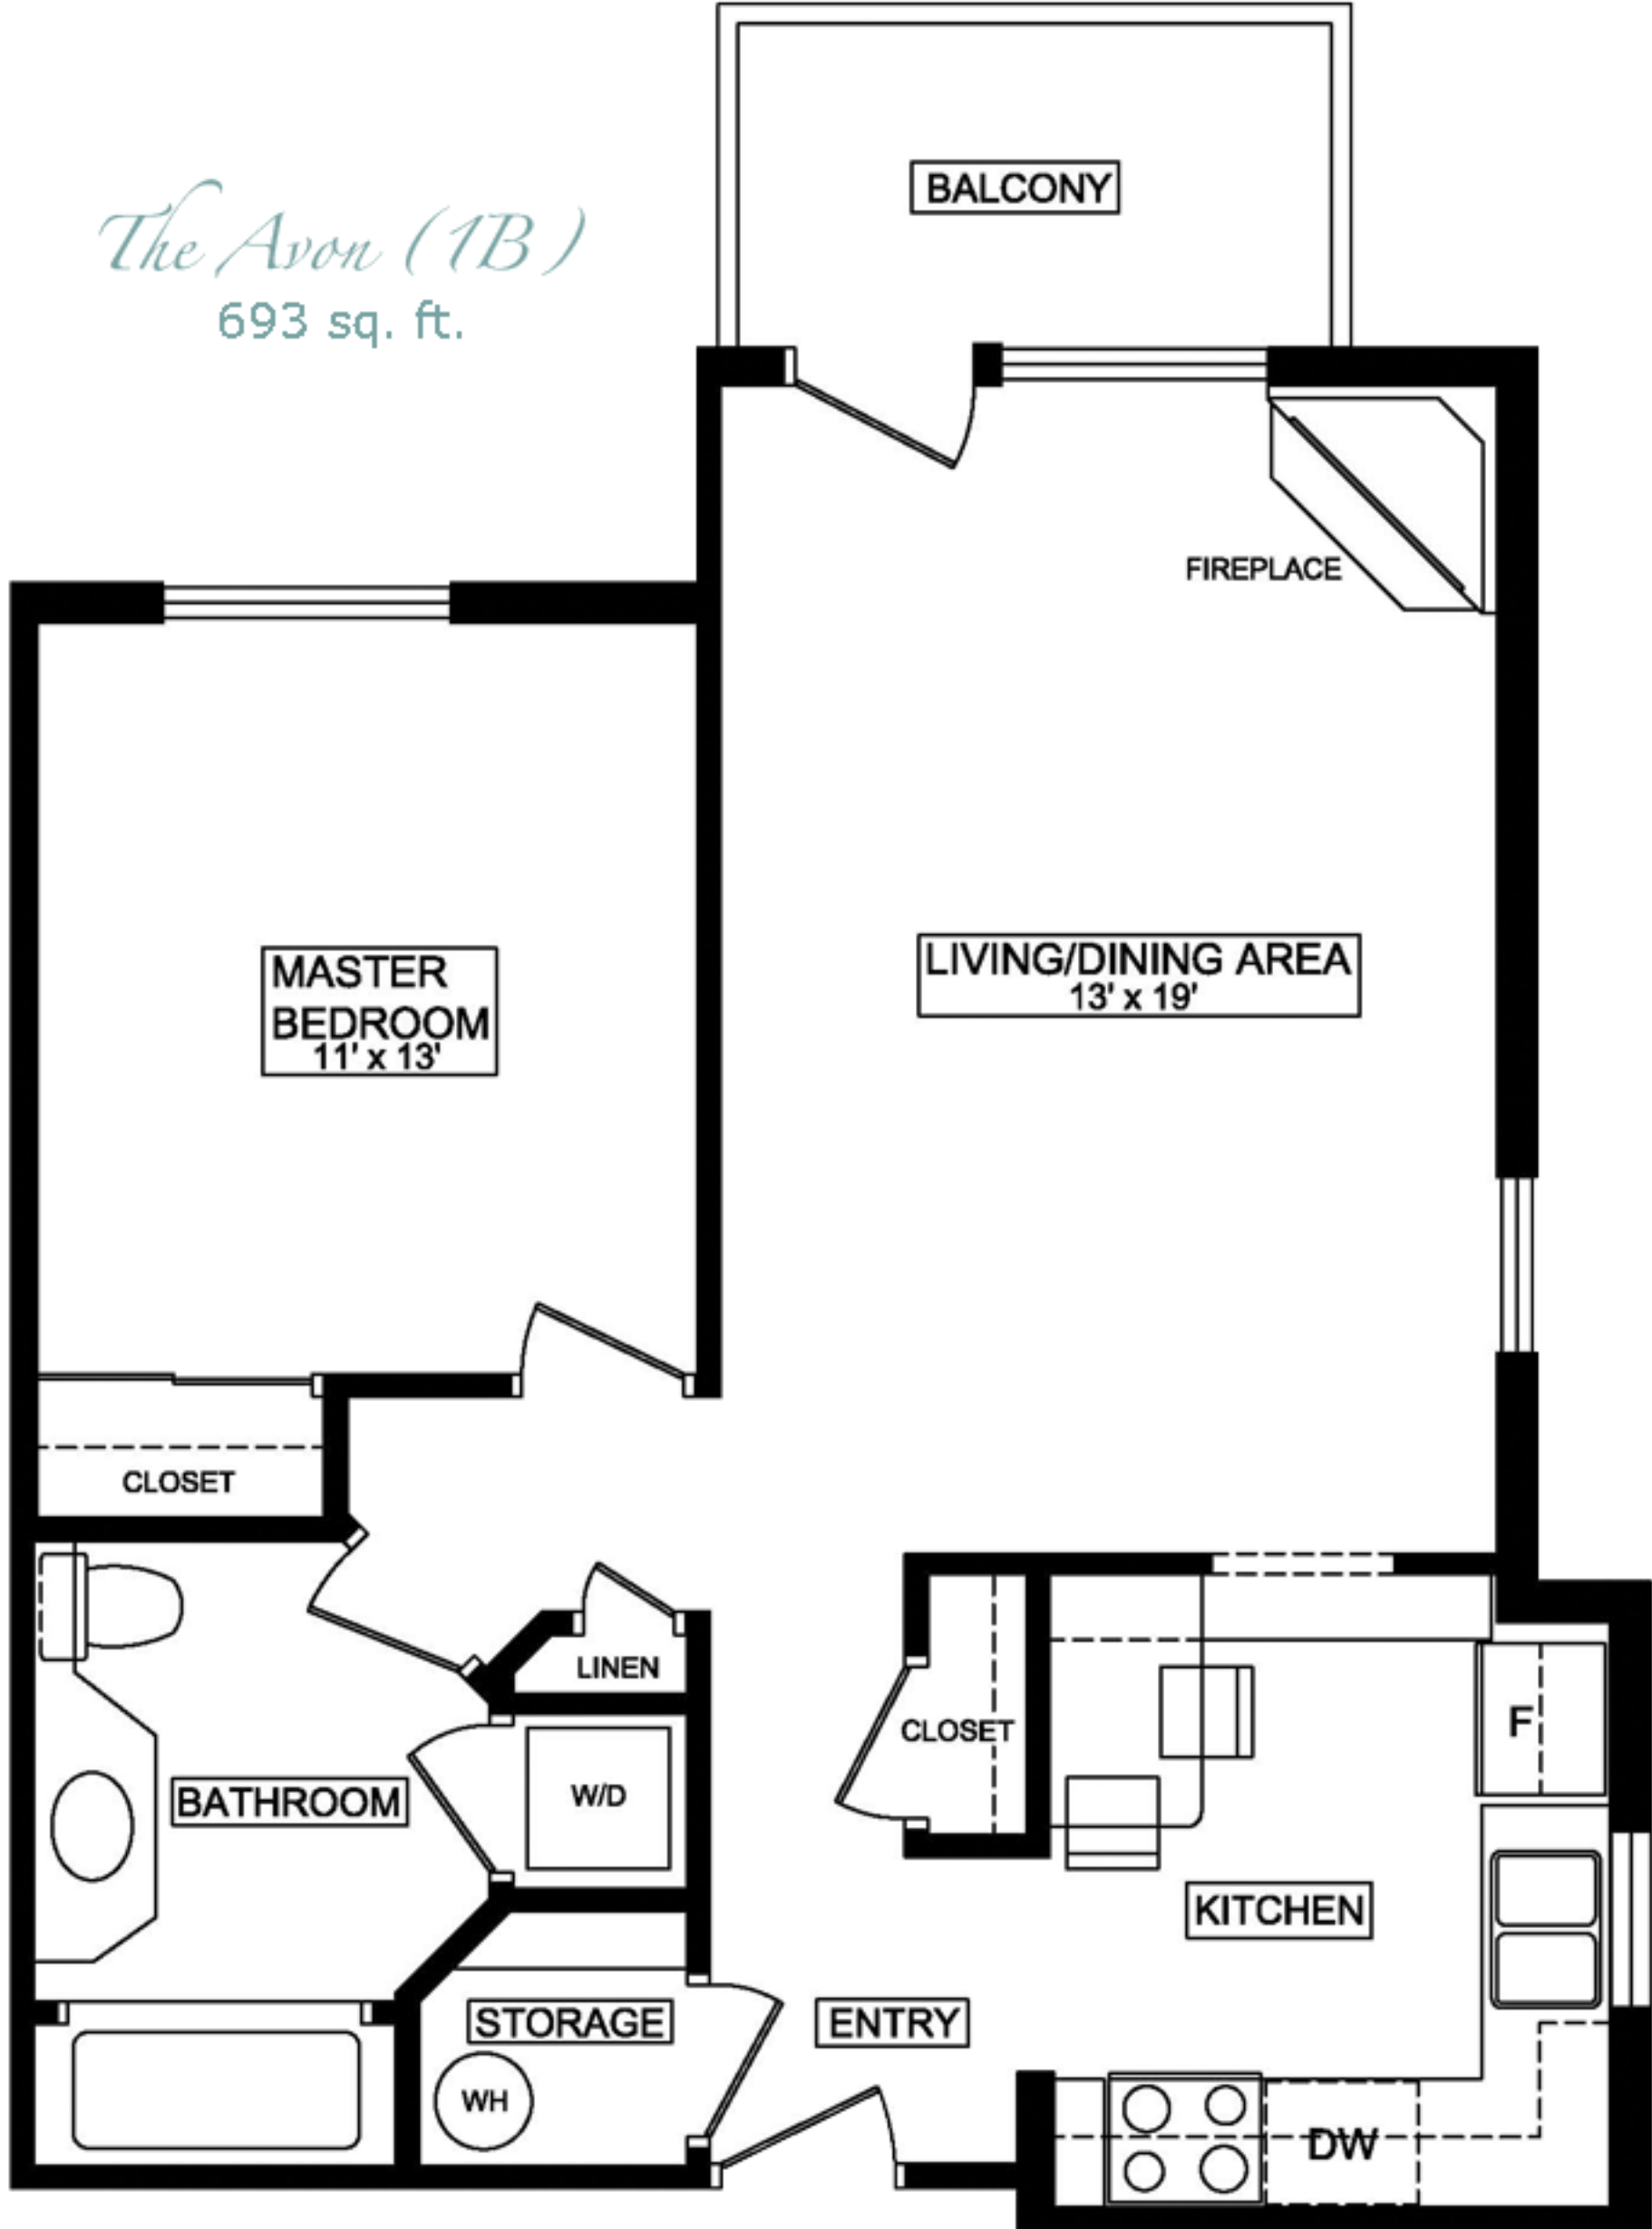 BALCONY
The Avon (1B)
693 sq. ft.
FIREPLACE
LIVING/DINING AREA
13' x 19'
MASTER
BEDROOM
11' x 13'
CLOSET
LINEN
CLOSET
F
W/D
BATHROOM
KITCHEN
STORAGE
ENTRY
WH
DW